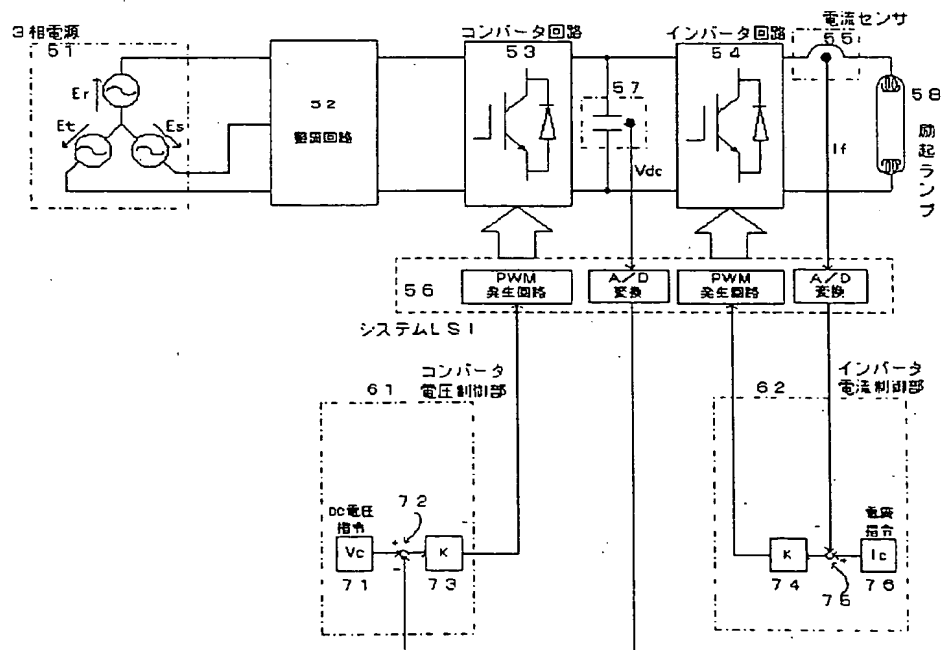 3相電源
51
Er
Et
Es
52
整流回路
コンバータ回路
53
57
Vdc
インバータ回路
54
電流センサ
55
If
58
励起ランプ
56
PWM
発生回路
A/D
変換
PWM
発生回路
A/D
変換
システムLSI
コンバータ
電圧制御部
61
DC電圧
指令
72
+
-
Vc
K
71
73
インバータ
電流制御部
62
電流
指令
K
+
Ic
74
75
76